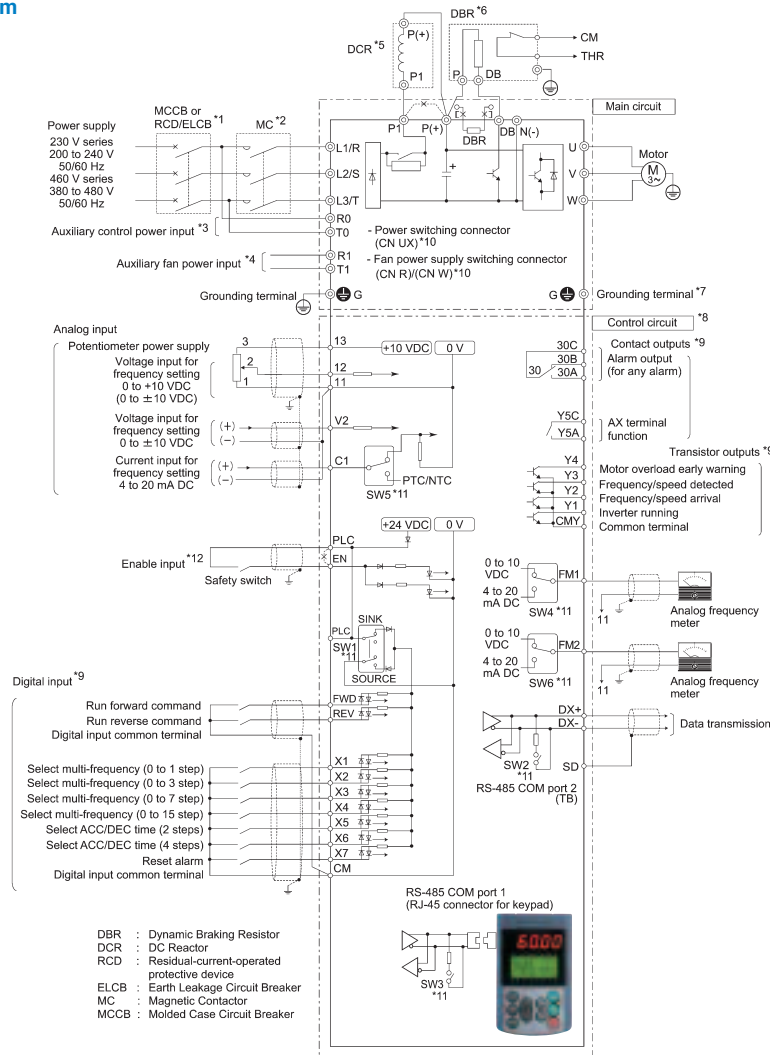 m
DBR *6
CM
THR
DCR *5
P(+)
P1
P
DB
Main circuit
MCCB or
RCD/ELCB *1
MC *2
P1
P(+)
DBR
DB
N(-)
Power supply
230 V series
200 to 240 V
50/60 Hz
460 V series
380 to 480 V
50/60 Hz
L1/R
L2/S
L3/T
+
U
V
W
Motor
M
3~
R0
T0
Auxiliary control power input *3
- Power switching connector
(CN UX)*10
R1
T1
Auxiliary fan power input *4
- Fan power supply switching connector
(CN R)/(CN W)*10
Grounding terminal
G
G
Grounding terminal *7
Control circuit *8
Analog input
Potentiometer power supply
3
13
+10 VDC
0 V
Voltage input for
frequency setting
0 to +10 VDC
(0 to ±10 VDC)
2
12
1
11
Voltage input for
frequency setting
0 to ±10 VDC
(+)
(-)
V2
Current input for
frequency setting
4 to 20 mA DC
(+)
(-)
C1
PTC/NTC
SW5 *11
30C
30B
30
30A
Contact outputs *9
Alarm output
(for any alarm)
Y5C
Y5A
AX terminal
function
Transistor outputs *9
Y4
Motor overload early warning
Y3
Frequency/speed detected
Y2
Frequency/speed arrival
Y1
Inverter running
CMY
Common terminal
+24 VDC
0 V
PLC
EN
Enable input *12
Safety switch
0 to 10
VDC
4 to 20
mA DC
FM1
SW4 *11
11
Analog frequency
meter
SINK
PLC
SW1
*11
SOURCE
0 to 10
VDC
4 to 20
mA DC
FM2
SW6 *11
11
Analog frequency
meter
Digital input *9
Run forward command
FWD
Run reverse command
REV
Digital input common terminal
DX+
DX-
Data transmission
SW2
*11
SD
RS-485 COM port 2
(TB)
Select multi-frequency (0 to 1 step)
X1
Select multi-frequency (0 to 3 step)
X2
Select multi-frequency (0 to 7 step)
X3
Select multi-frequency (0 to 15 step)
X4
Select ACC/DEC time (2 steps)
X5
Select ACC/DEC time (4 steps)
X6
Reset alarm
X7
Digital input common terminal
CM
RS-485 COM port 1
(RJ-45 connector for keypad)
SW3
*11
60.00
DBR : Dynamic Braking Resistor
DCR : DC Reactor
RCD : Residual-current-operated
protective device
ELCB : Earth Leakage Circuit Breaker
MC : Magnetic Contactor
MCCB : Molded Case Circuit Breaker